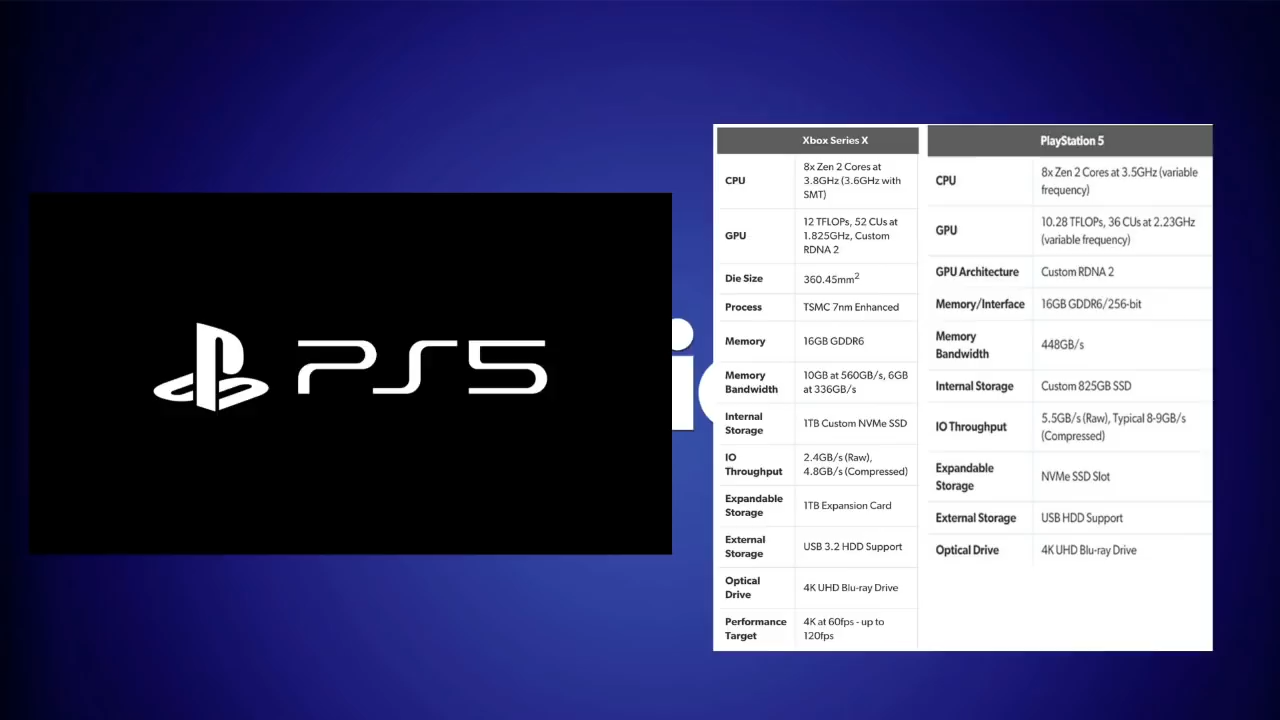 PS5
Xbox Series X
CPU
8x Zen 2 Cores at
3.8GHz (3.6GHz with
SMT)
GPU
12 TFLOPs, 52 CUs at
1.825GHz, Custom
RDNA 2
Die Size
360.45mm2
Process
TSMC 7nm Enhanced
Memory
16GB GDDR6
Memory
Bandwidth
10GB at 560GB/s, 6GB
at 336GB/s
Internal
Storage
1TB Custom NVMe SSD
IO
Throughput
2.4GB/s (Raw),
4.8GB/s (Compressed)
Expandable
Storage
1TB Expansion Card
External
Storage
USB 3.2 HDD Support
Optical
Drive
4K UHD Blu-ray Drive
Performance
Target
4K at 60fps - up to
120fps
PlayStation 5
CPU
8x Zen 2 Cores at 3.5GHz (variable
frequency)
GPU
10.28 TFLOPs, 36 CUs at 2.23GHz
(variable frequency)
GPU Architecture
Custom RDNA 2
Memory/Interface
16GB GDDR6/256-bit
Memory
Bandwidth
448GB/s
Internal Storage
Custom 825GB SSD
IO Throughput
5.5GB/s (Raw), Typical 8-9GB/s
(Compressed)
Expandable
Storage
NVMe SSD Slot
External Storage
USB HDD Support
Optical Drive
4K UHD Blu-ray Drive